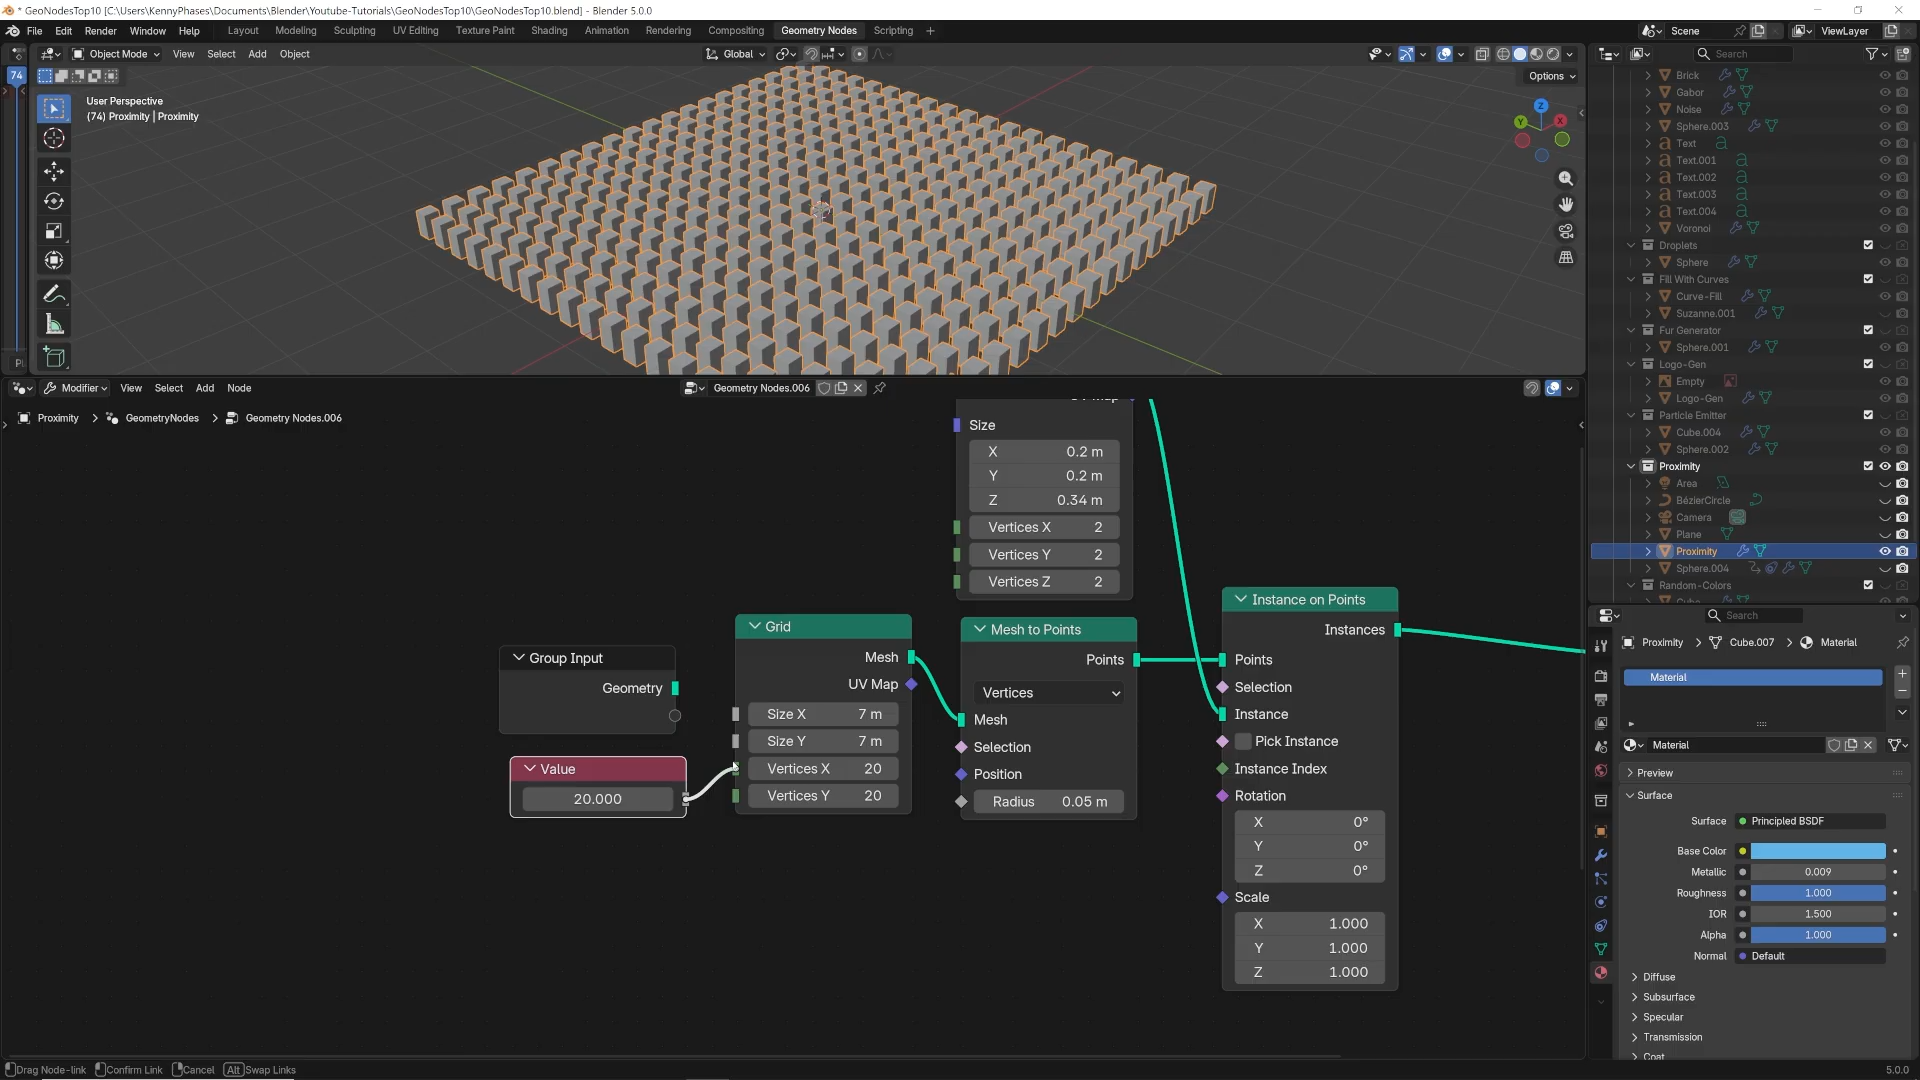 * GeoNodesTop10 [C:\Users\KennyPhases\Documents\Blender\Youtube-Tutorials\GeoNodesTop10\GeoNodesTop10.blend] - Blender 5.0.0
File Edit Render Window Help
Layout Modeling Sculpting UV Editing Texture Paint Shading Animation Rendering Compositing Geometry Nodes Scripting +
Scene
ViewLayer
Object Mode View Select Add Object
Global
Search
74
Options
User Perspective
(74) Proximity | Proximity
Z
Y
X
Brick
Gabor
Noise
Sphere.003
Text
Text.001
Text.002
Text.003
Text.004
Voronoi
Droplets
Sphere
Fill With Curves
Curve-Fill
Suzanne.001
Fur Generator
Sphere.001
Logo-Gen
Empty
Logo-Gen
Particle Emitter
Cube.004
Sphere.002
Proximity
Area
BézierCircle
Camera
Plane
Proximity
Sphere.004
Random-Colors
Modifier View Select Add Node
Geometry Nodes.006
Proximity > GeometryNodes > Geometry Nodes.006
Size
X 0.2 m
Y 0.2 m
Z 0.34 m
Vertices X 2
Vertices Y 2
Vertices Z 2
Group Input
Geometry
Value
20.000
Grid
Mesh
UV Map
Size X 7 m
Size Y 7 m
Vertices X 20
Vertices Y 20
Mesh to Points
Points
Vertices
Mesh
Selection
Position
Radius 0.05 m
Instance on Points
Instances
Points
Selection
Instance
Pick Instance
Instance Index
Rotation
X 0°
Y 0°
Z 0°
Scale
X 1.000
Y 1.000
Z 1.000
Search
Proximity > Cube.007 > Material
Material
Material
Preview
Surface
Surface Principled BSDF
Base Color
Metallic 0.009
Roughness 1.000
IOR 1.500
Alpha 1.000
Normal Default
Diffuse
Subsurface
Specular
Transmission
Coat
Drag Node-link Confirm Link Cancel Alt Swap Links
5.0.0